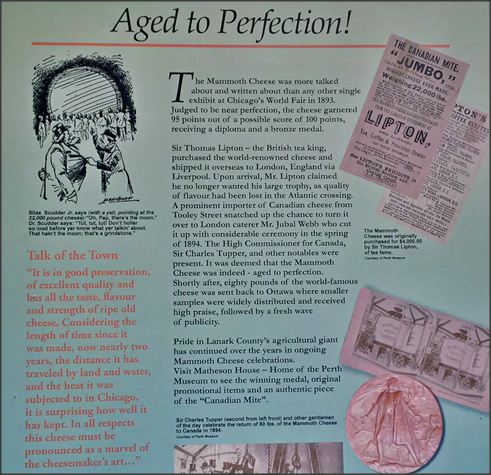 Aged to Perfection!
The Mammoth Cheese was more talked
about and written about than any other single
exhibit at Chicago's World Fair in 1893.
Judged to be near perfection, the cheese garnered
95 points out of a possible score of 100 points,
receiving a diploma and a bronze medal.
Sir Thomas Lipton – the British tea king,
purchased the world-renowned cheese and
shipped it overseas to London, England via
Liverpool. Upon arrival, Mr. Lipton claimed
he no longer wanted his large trophy, as quality
of flavour had been lost in the Atlantic crossing.
A prominent importer of Canadian cheese from
Tooley Street snatched up the chance to turn it
over to London caterer Mr. Jubal Webb who cut
it up with considerable ceremony in the spring
of 1894. The High Commissioner for Canada,
Sir Charles Tupper, and other notables were
present. It was deemed that the Mammoth
Cheese was indeed - aged to perfection.
Shortly after, eighty pounds of the world-famous
cheese was sent back to Ottawa where smaller
samples were widely distributed and received
high praise, followed by a fresh wave
of publicity.
Pride in Lanark County's agricultural giant
has continued over the years in ongoing
Mammoth Cheese celebrations.
Visit Matheson House – Home of the Perth
Museum to see the winning medal, original
promotional items and an authentic piece
of the "Canadian Mite".
Sir Charles Tupper (second from left front) and other gentlemen
of the day celebrate the return of 80 lbs. of the Mammoth Cheese
to Canada in 1894.
Courtesy of Perth Museum
Silas Scudder Jr. says (with a yell, pointing at the
22,000 pound cheese) "Oh, Pap, there's the moon."
Dr. Scudder says: "Tut, tut, tut! Don't holler
so loud before yer know what yer talkin' about.
That hain't the moon; that's a grindstone."
Talk of the Town
"It is in good preservation,
of excellent quality and
has all the taste, flavour
and strength of ripe old
cheese. Considering the
length of time since it
was made, now nearly two
years, the distance it has
traveled by land and water,
and the heat it was
subjected to in Chicago,
it is surprising how well it
has kept. In all respects
this cheese must be
pronounced as a marvel of
the cheesemaker's art…"
THE CANADIAN MITE.
"JUMBO,"
Weighing 22,000 lbs.
LIPTON,
Tea, Coffee & Provision Dealer
LIPTON'S
The Mammoth
Cheese was originally
purchased for $4,000.00
by Sir Thomas Lipton,
of tea fame.
Courtesy of Perth Museum